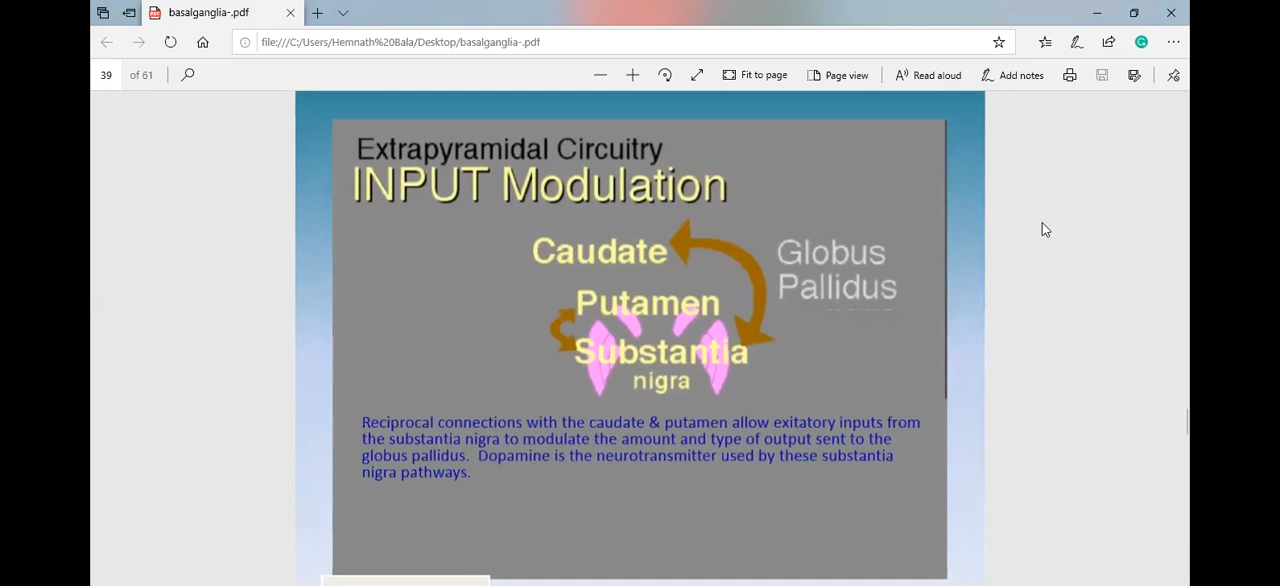 basalganglia-.pdf
file:///C:/Users/Hemnath%20Bala/Desktop/basalganglia-.pdf
39 of 61
Fit to page
Page view
Read aloud
Add notes
Extrapyramidal Circuitry
INPUT Modulation
Caudate
Globus
Pallidus
Putamen
Substantia
nigra
Reciprocal connections with the caudate & putamen allow exitatory inputs from
the substantia nigra to modulate the amount and type of output sent to the
globus pallidus. Dopamine is the neurotransmitter used by these substantia
nigra pathways.